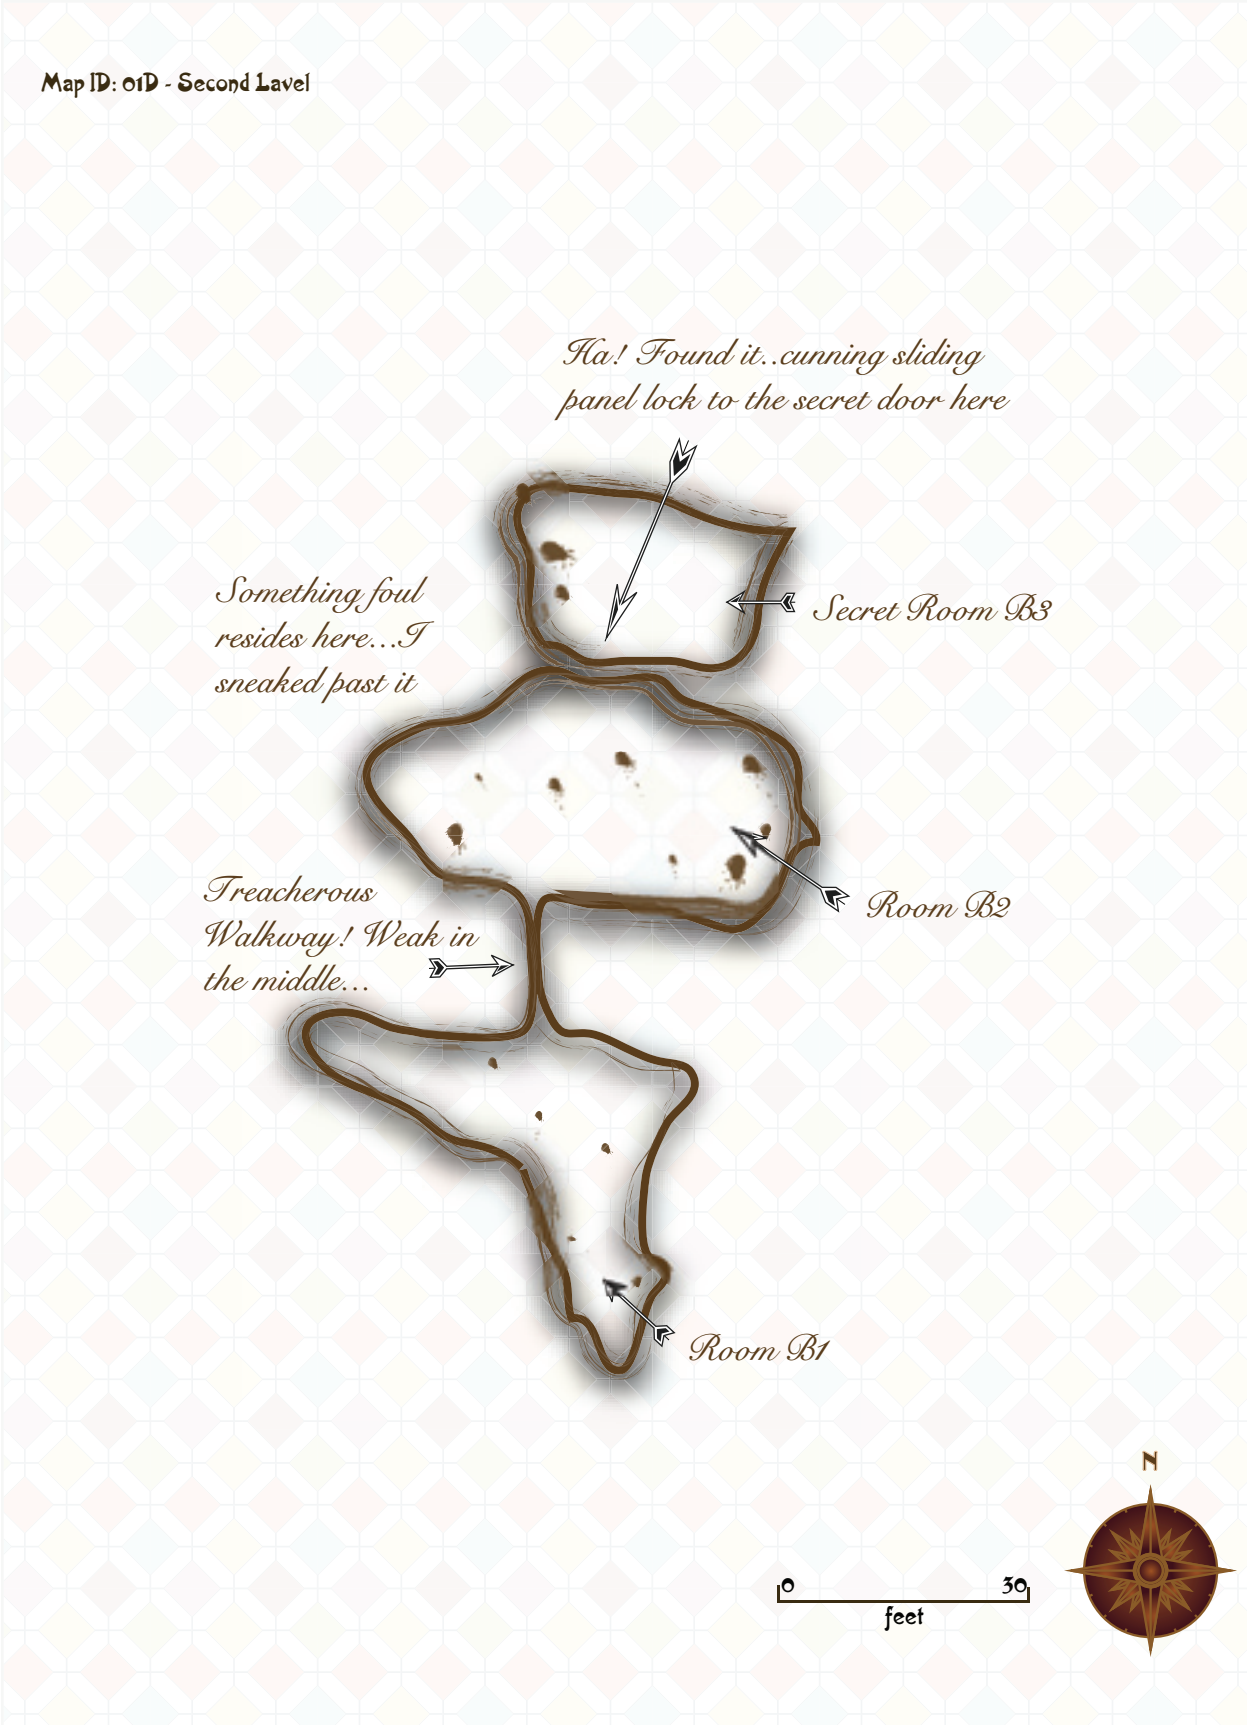 Map ID: 01D - Second Lavel
Ha! Found it..cunning sliding
panel lock to the secret door here
Something foul
resides here...I
sneaked past it
Secret Room B3
Treacherous
Walkway! Weak in
the middle...
Room B2
Room B1
N
0 30
feet